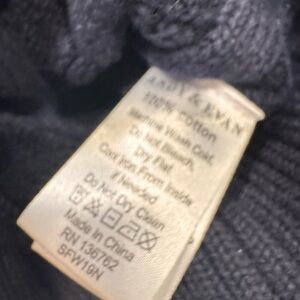 & EVAN
100% Cotton
Machine Wash Cold,
Do Not Bleach,
Dry Flat,
Cool Iron From Inside,
If Needed
Do Not Dry Clean
Made In China
RN 136762
SFW19N